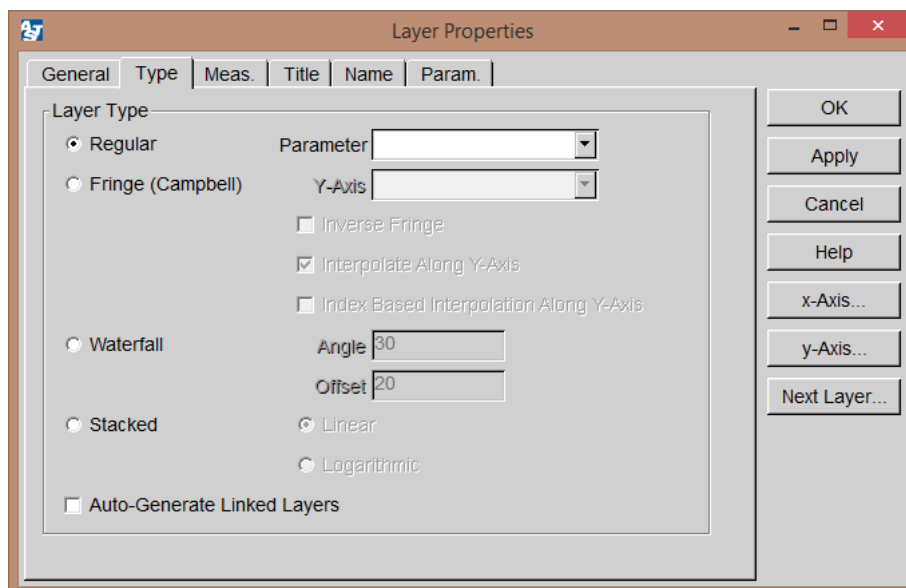 Layer Properties
General Type Meas. Title Name Param.
Layer Type
Regular Parameter
Fringe (Campbell) Y-Axis
Inverse Fringe
Interpolate Along Y-Axis
Index Based Interpolation Along Y-Axis
Waterfall Angle 30
Offset 20
Stacked Linear
Logarithmic
Auto-Generate Linked Layers
OK
Apply
Cancel
Help
x-Axis...
y-Axis...
Next Layer...